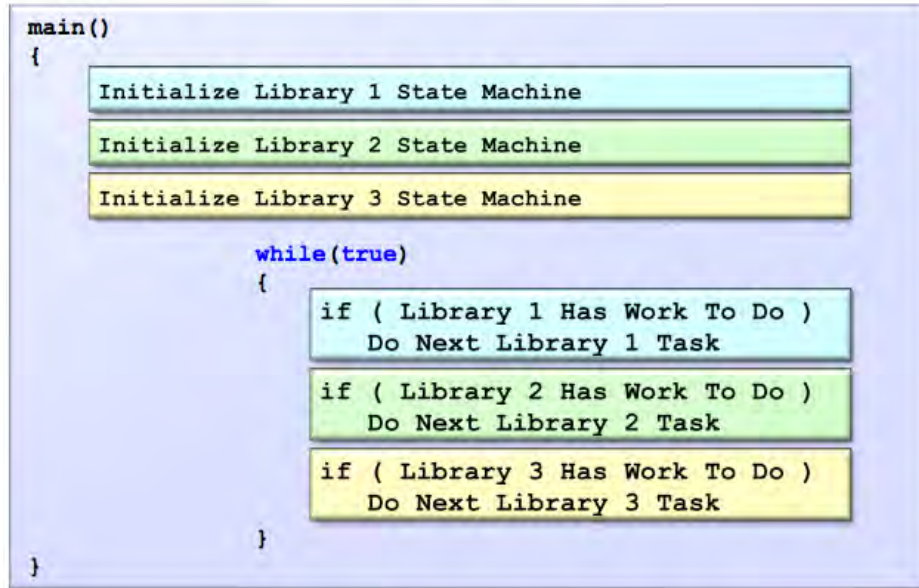 main()
{
Initialize Library 1 State Machine
Initialize Library 2 State Machine
Initialize Library 3 State Machine
while(true)
{
if ( Library 1 Has Work To Do )
Do Next Library 1 Task
if ( Library 2 Has Work To Do )
Do Next Library 2 Task
if ( Library 3 Has Work To Do )
Do Next Library 3 Task
}
}